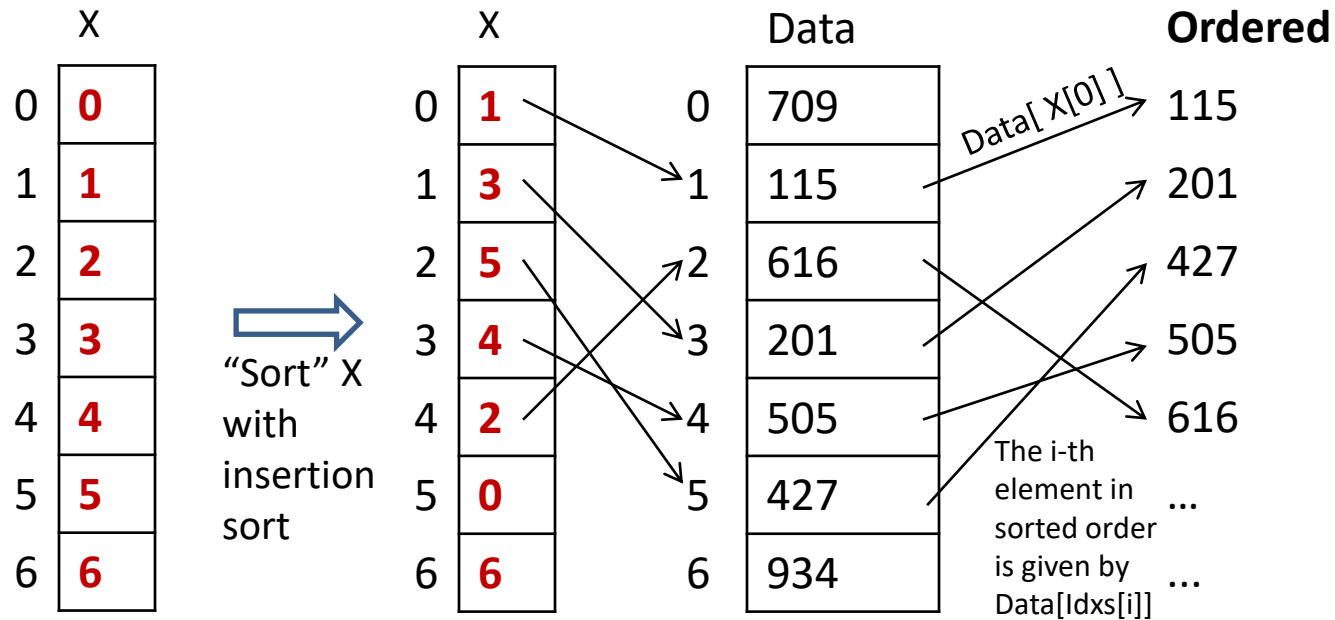 X X Data Ordered
0 0 0 1 0 709 Data[ X[0] ] 115
1 1 1 3 1 115 201
2 2 2 5 2 616 427
3 3 3 4 3 201 505
4 4 4 2 4 505 616
5 5 5 0 5 427 ...
6 6 6 6 6 934 ...
“Sort” X
with
insertion
sort
The i-th
element in
sorted order
is given by
Data[Idxs[i]]